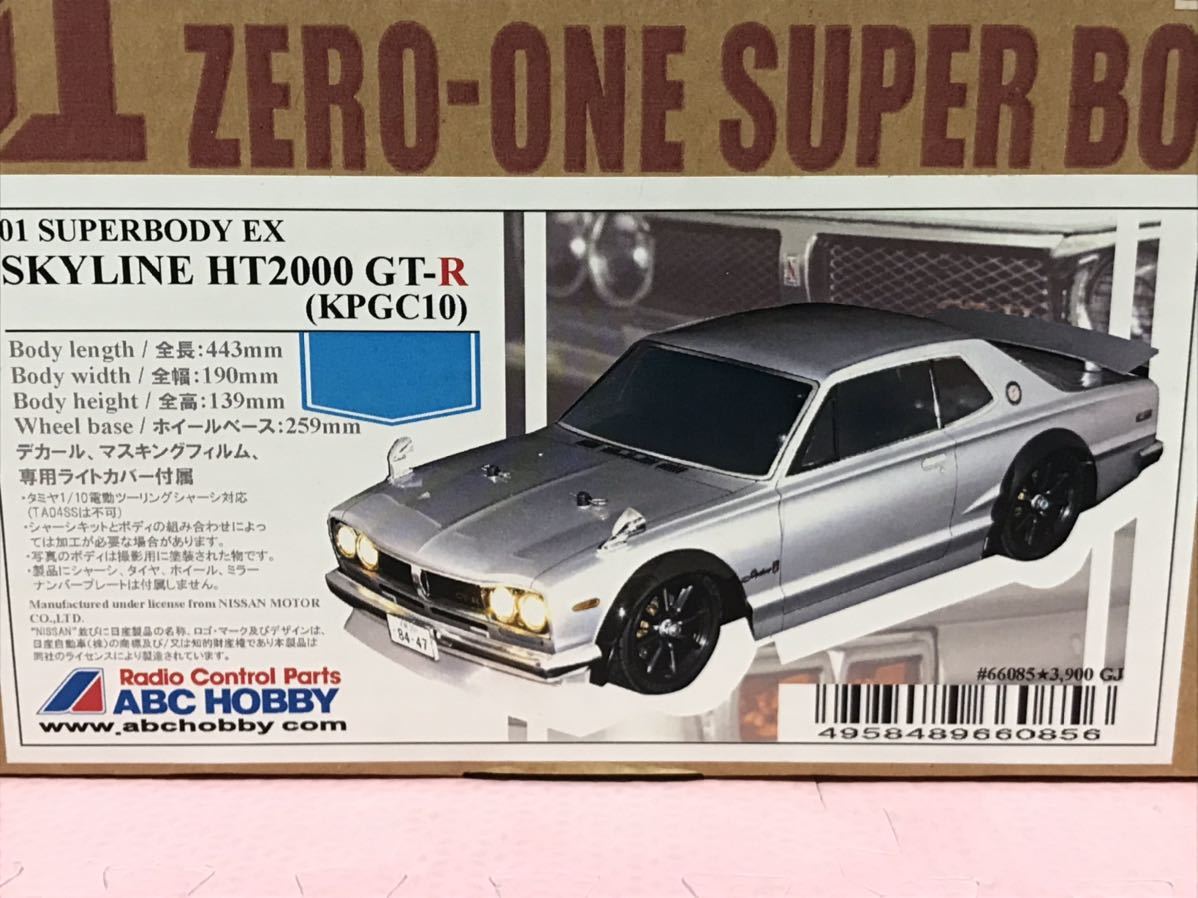 ZERO-ONE SUPER BO
01 SUPERBODY EX
SKYLINE HT2000 GT-R
(KPGC10)
Body length / 全長:443mm
Body width / 全幅:190mm
Body height / 全高:139mm
Wheel base / ホイールベース:259mm
デカール、マスキングフィルム、
専用ライトカバー付属
・タミヤ1/10電動ツーリングシャーシ対応
(TA04SSは不可)
・シャーシキットとボディの組み合わせによっ
ては加工が必要な場合があります。
・写真のボディは撮影用に塗装された物です。
・製品にシャーシ、タイヤ、ホイール、ミラー
ナンバープレートは付属しません。
Manufactured under license from NISSAN MOTOR
CO.,LTD.
"NISSAN"並びに日産製品の名称、ロゴ・マーク及びデザインは、
日産自動車(株)の商標及び/又は知的財産権であり本製品は
同社のライセンスにより製造されています。
Radio Control Parts
ABC HOBBY
www.abchobby.com
84-47
#66085★3,900 GJ
4958489660856